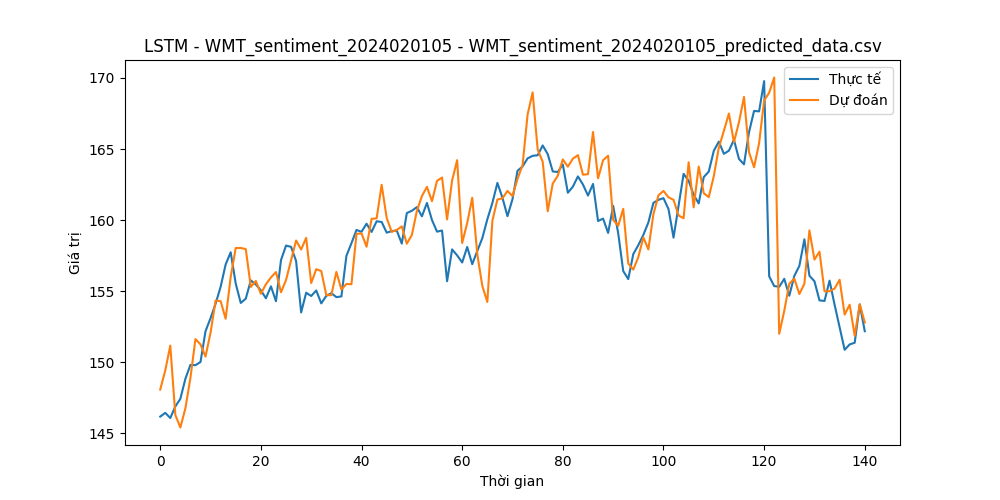 LSTM - WMT_sentiment_2024020105 - WMT_sentiment_2024020105_predicted_data.csv
Thực tế
Dự đoán
Giá trị
170
165
160
155
150
145
0 20 40 60 80 100 120 140
Thời gian